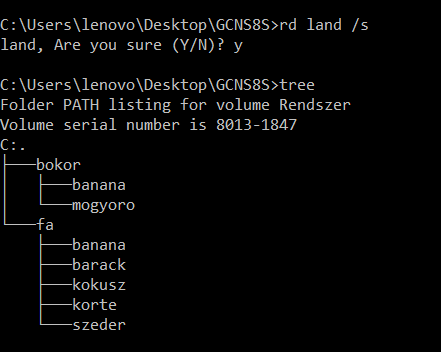 C:\Users\lenovo\Desktop\GCNS8S>rd land /s
land, Are you sure (Y/N)? y
C:\Users\lenovo\Desktop\GCNS8S>tree
Folder PATH listing for volume Rendszer
Volume serial number is 8013-1847
C:.
├───bokor
│   ├───banana
│   └───mogyoro
└───fa
    ├───banana
    ├───barack
    ├───kokusz
    ├───korte
    └───szeder